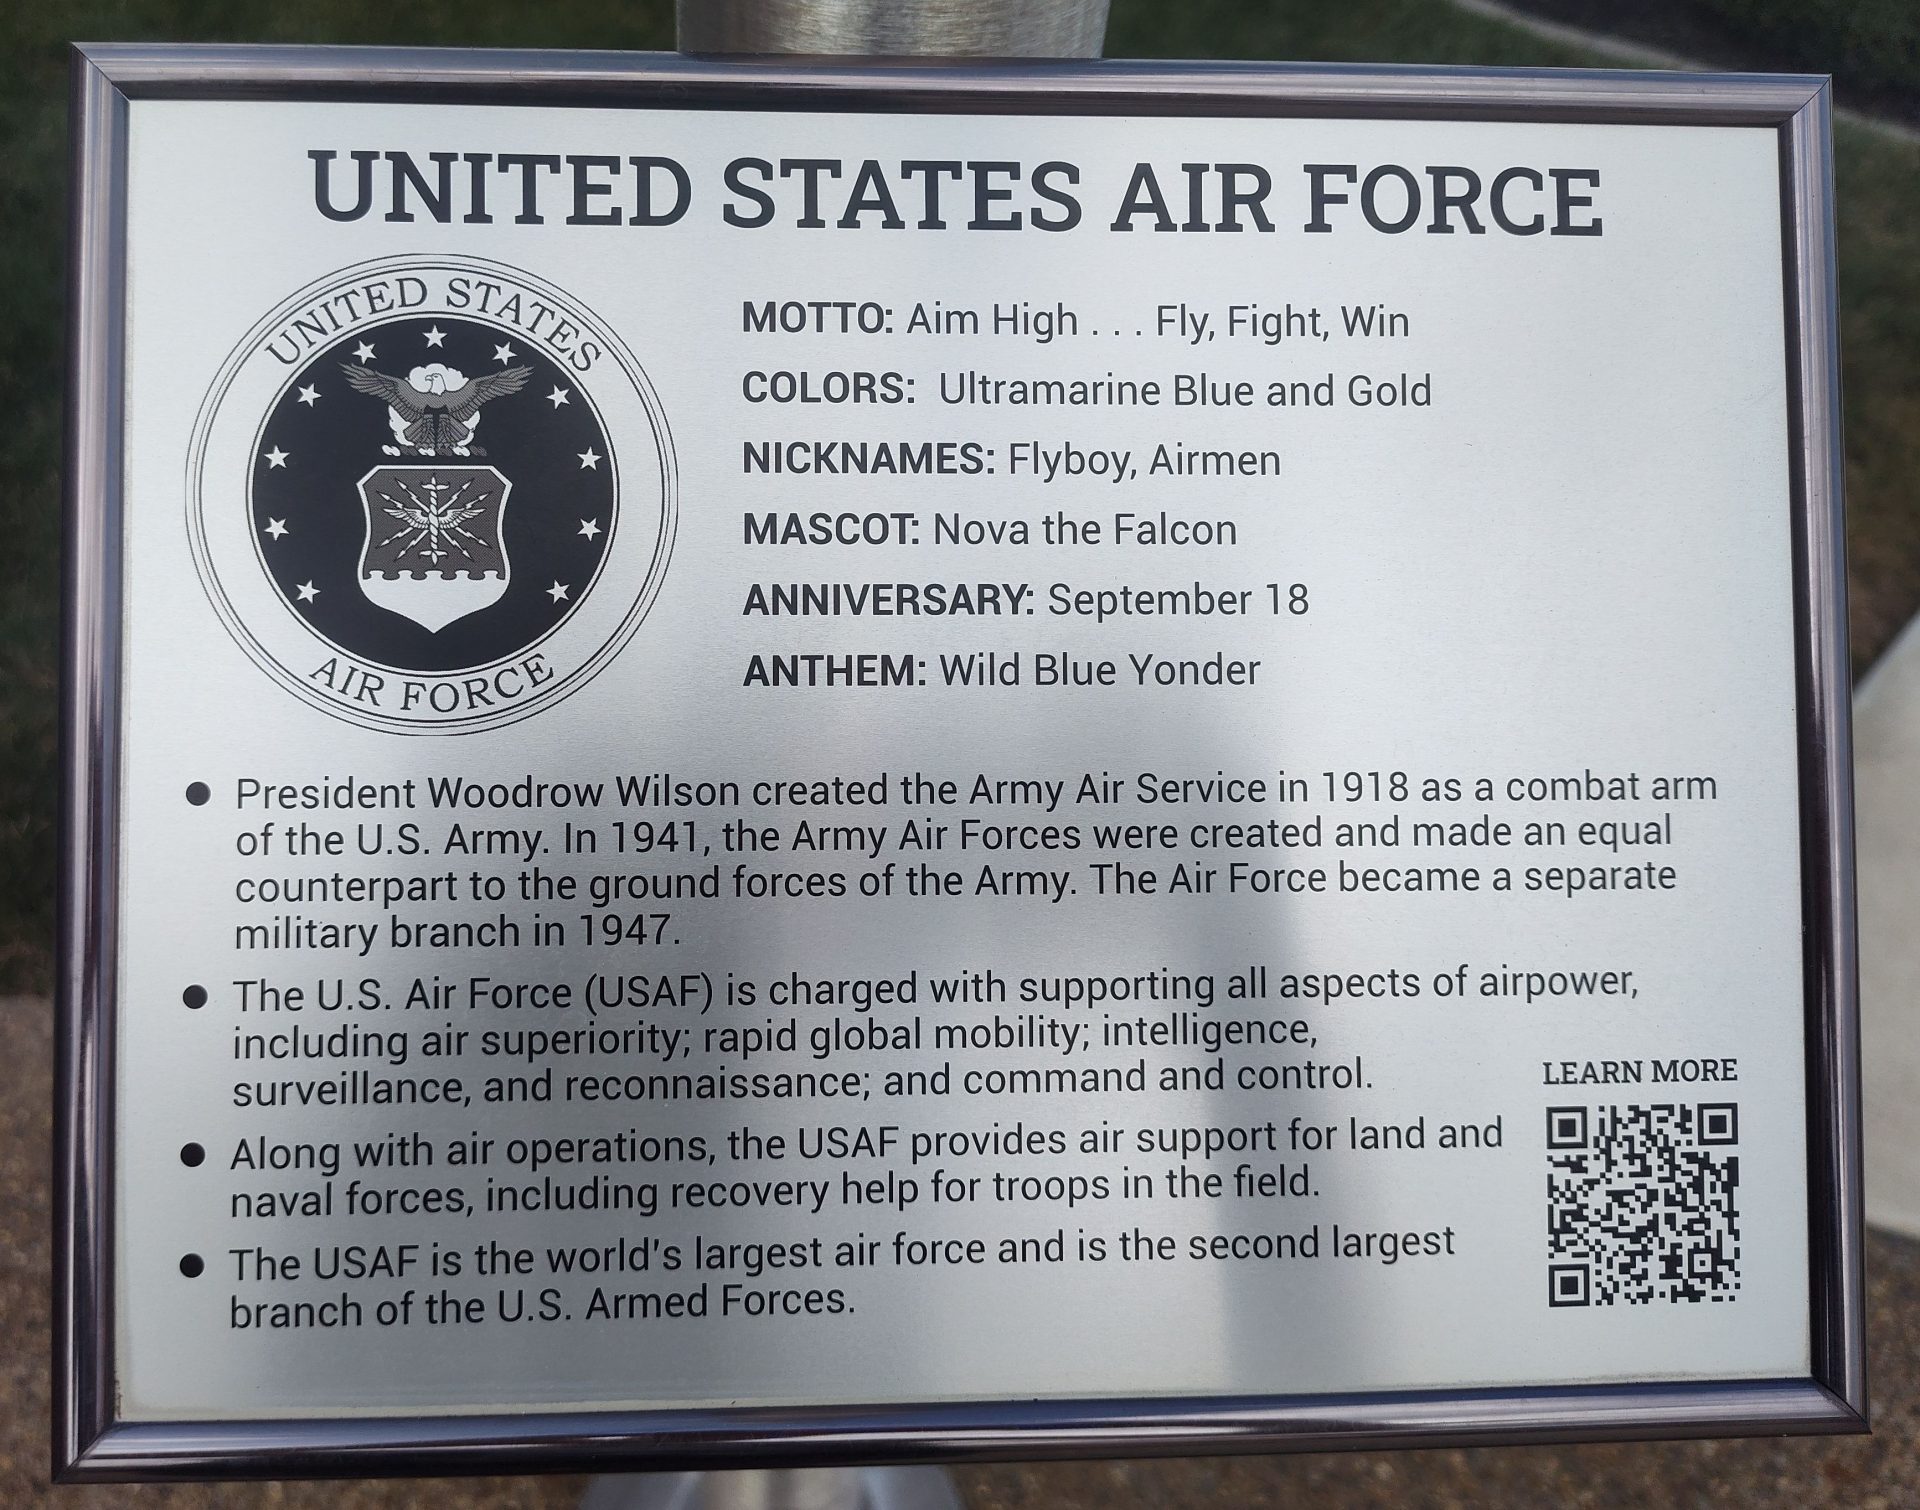 UNITED STATES AIR FORCE
UNITED STATES
AIR FORCE
MOTTO: Aim High . . . Fly, Fight, Win
COLORS: Ultramarine Blue and Gold
NICKNAMES: Flyboy, Airmen
MASCOT: Nova the Falcon
ANNIVERSARY: September 18
ANTHEM: Wild Blue Yonder
● President Woodrow Wilson created the Army Air Service in 1918 as a combat arm
of the U.S. Army. In 1941, the Army Air Forces were created and made an equal
counterpart to the ground forces of the Army. The Air Force became a separate
military branch in 1947.
● The U.S. Air Force (USAF) is charged with supporting all aspects of airpower,
including air superiority; rapid global mobility; intelligence,
surveillance, and reconnaissance; and command and control.
● Along with air operations, the USAF provides air support for land and
naval forces, including recovery help for troops in the field.
● The USAF is the world's largest air force and is the second largest
branch of the U.S. Armed Forces.
LEARN MORE